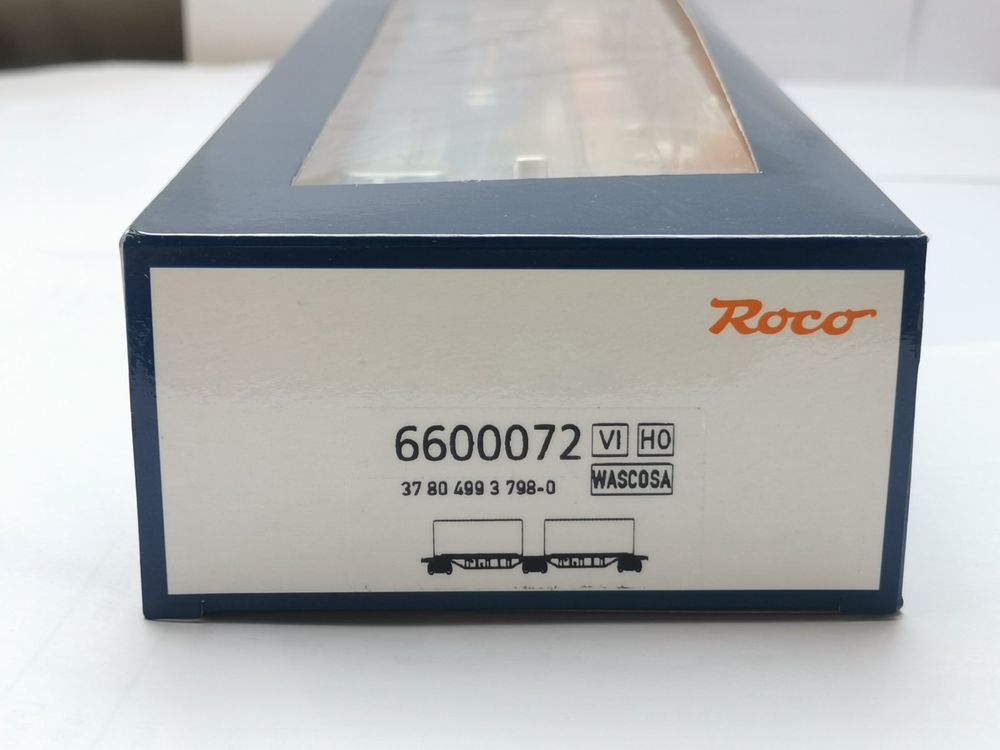 Roco
6600072 VI H0
37 80 499 3 798-0 WASCOSA